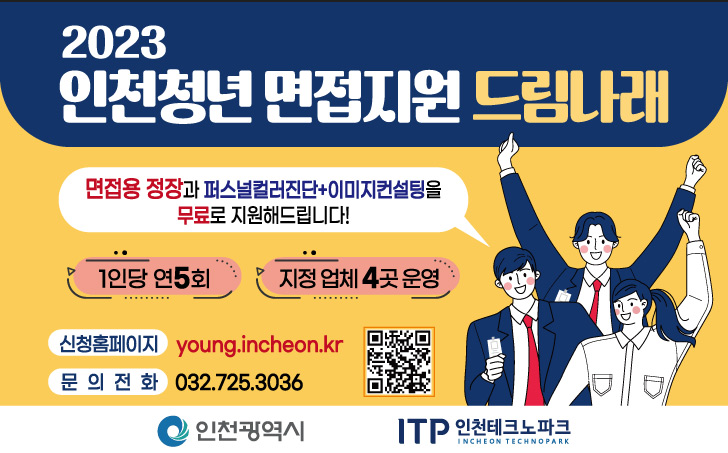 2023
인천청년 면접지원 드림나래
면접용 정장과 퍼스널컬러진단+이미지컨설팅을
무료로 지원해드립니다!
1인당 연5회
지정 업체 4곳 운영
신청홈페이지 young.incheon.kr
문의전화 032.725.3036
인천광역시
ITP 인천테크노파크
INCHEON TECHNOPARK